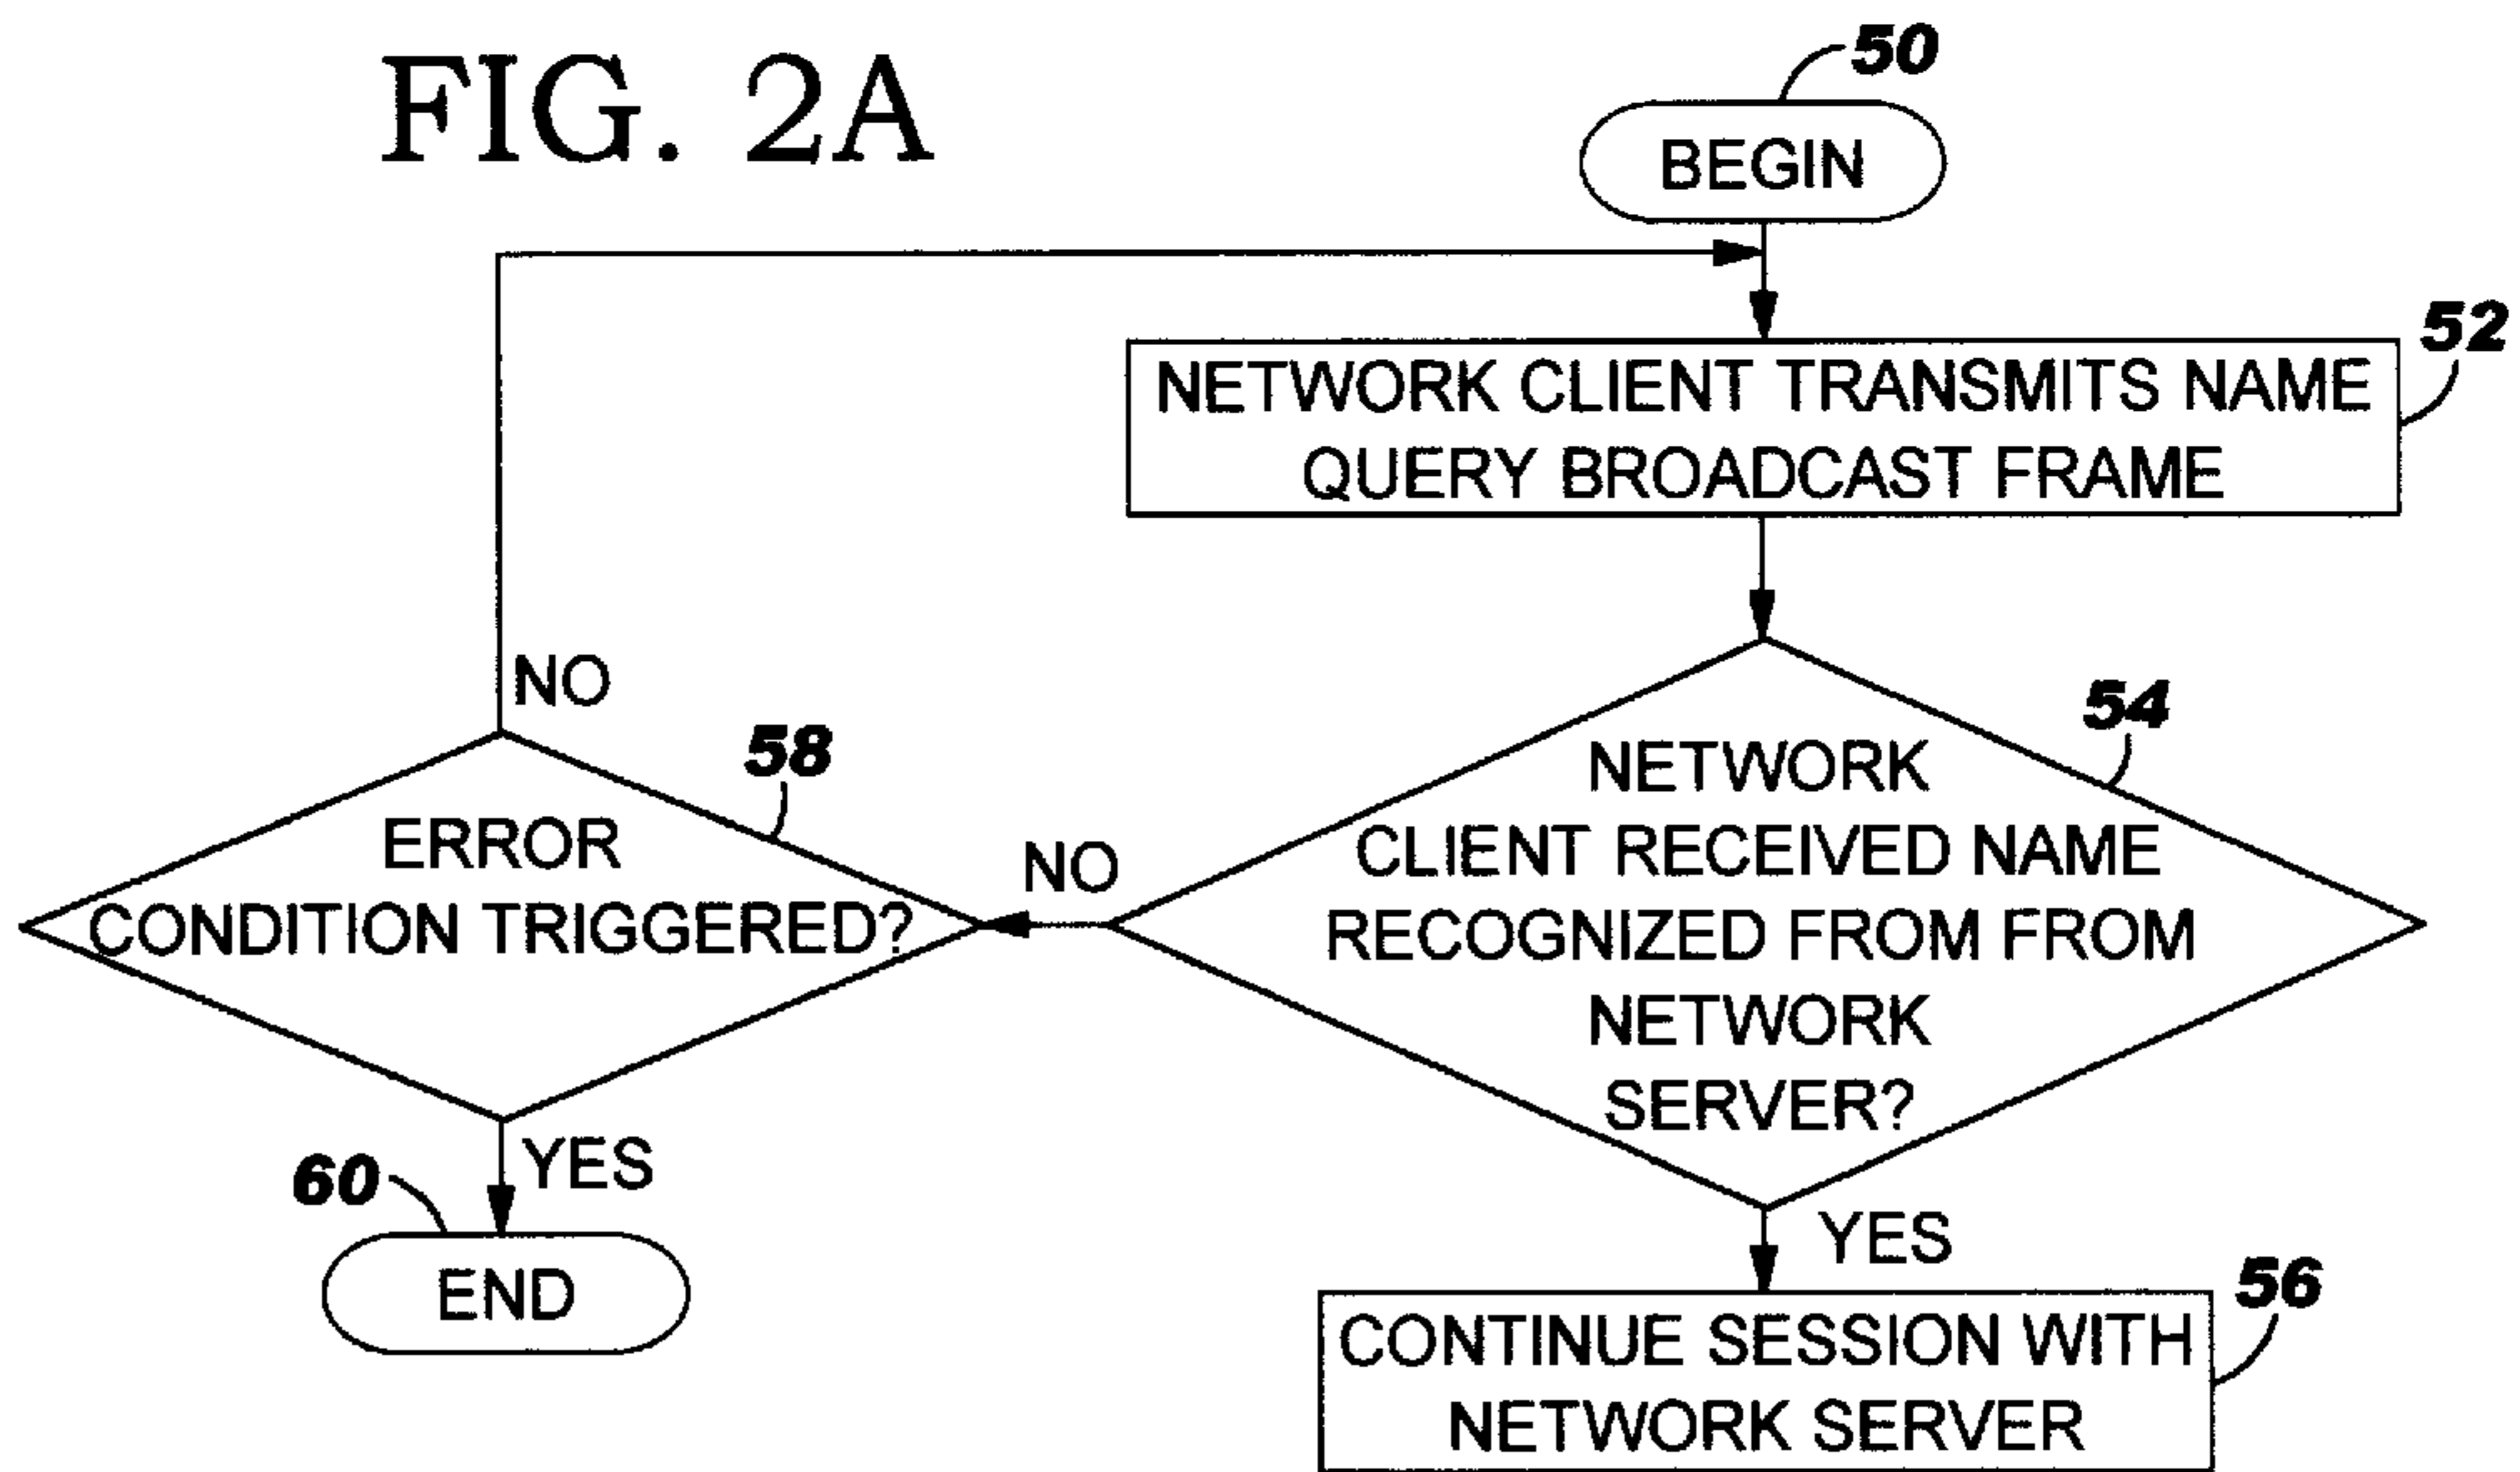 FIG. 2A
50
BEGIN
52
NETWORK CLIENT TRANSMITS NAME
QUERY BROADCAST FRAME
54
NETWORK
CLIENT RECEIVED NAME
RECOGNIZED FROM FROM
NETWORK
SERVER?
NO
58
ERROR
CONDITION TRIGGERED?
NO
YES
60
END
YES
56
CONTINUE SESSION WITH
NETWORK SERVER